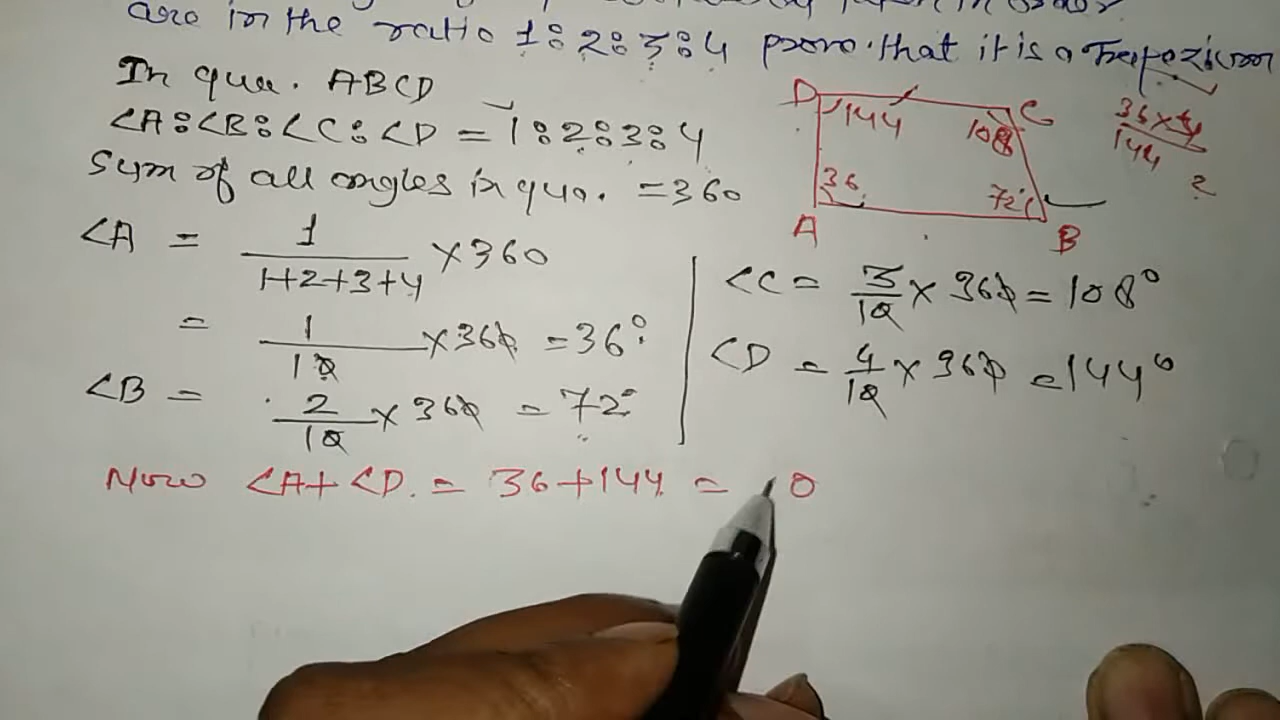 are in the ratio 1:2:3:4 prove that it is a Trapezium
In qua. ABCD
<A:<B:<C:<D = 1:2:3:4
Sum of all angles in qua. =360
<A = 1/1+2+3+4 ×360
= 1/10 ×360 =36°
<B = 2/10 ×360 = 72°
<C = 3/10 × 360 = 108°
<D = 4/10 × 360 = 144°
Now <A+<D. = 36+144 = 0
D
C
144
108
36
72
A
B
36×4
144
2